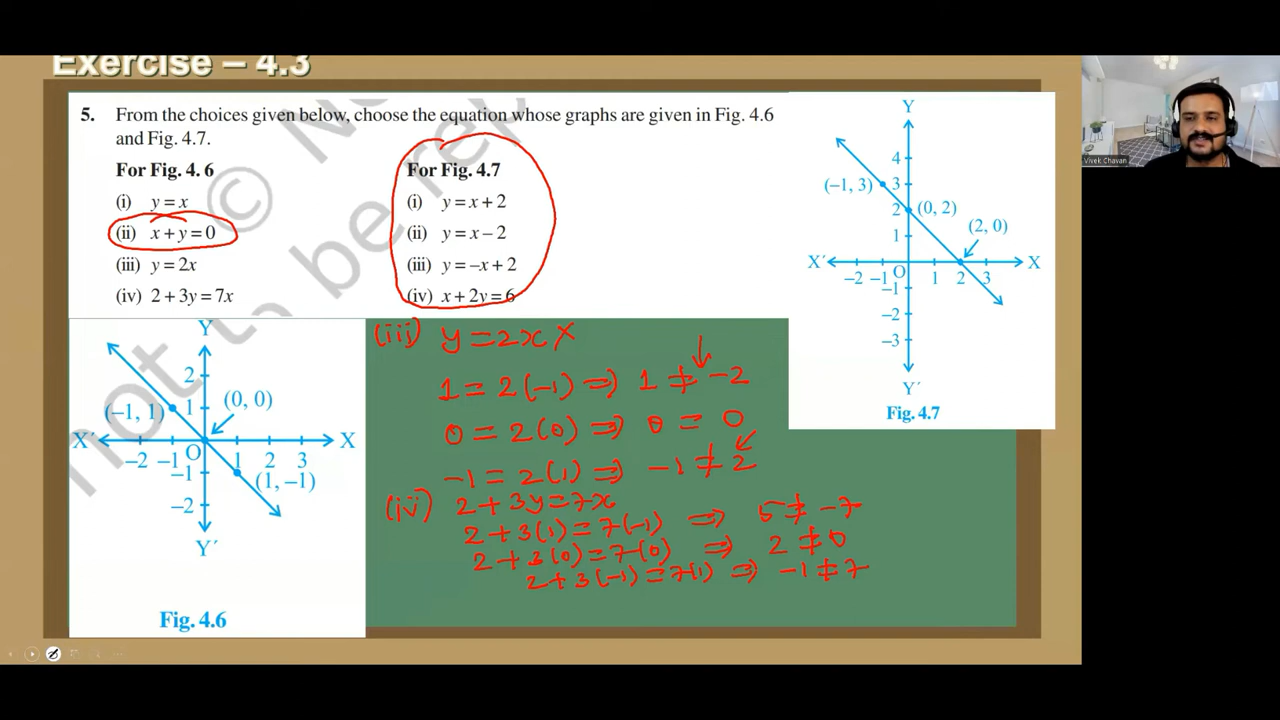 Exercise – 4.3
5. From the choices given below, choose the equation whose graphs are given in Fig. 4.6
and Fig. 4.7.
For Fig. 4. 6
(i) y = x
(ii) x + y = 0
(iii) y = 2x
(iv) 2 + 3y = 7x
For Fig. 4.7
(i) y = x + 2
(ii) y = x – 2
(iii) y = –x + 2
(iv) x + 2y = 6
© N
not to be rep
Y
2
(0, 0)
(–1, 1)
1
X′
X
–2 –1 O 1 2 3
–1
(1, –1)
–2
Y′
Fig. 4.6
(iii) y = 2x X
1 = 2(-1) ⇒ 1 ≠ -2
0 = 2(0) ⇒ 0 = 0
-1 = 2(1) ⇒ -1 ≠ 2
(iv) 2 + 3y = 7x
2 + 3(1) = 7(-1) ⇒ 5 ≠ -7
2 + 3(0) = 7(0) ⇒ 2 ≠ 0
2 + 3(-1) = 7(1) ⇒ -1 ≠ 7
Y
4
(–1, 3) 3
2 (0, 2)
(2, 0)
1
X′ O X
–2 –1 1 2 3
–1
–2
–3
Y′
Fig. 4.7
Vivek Chavan